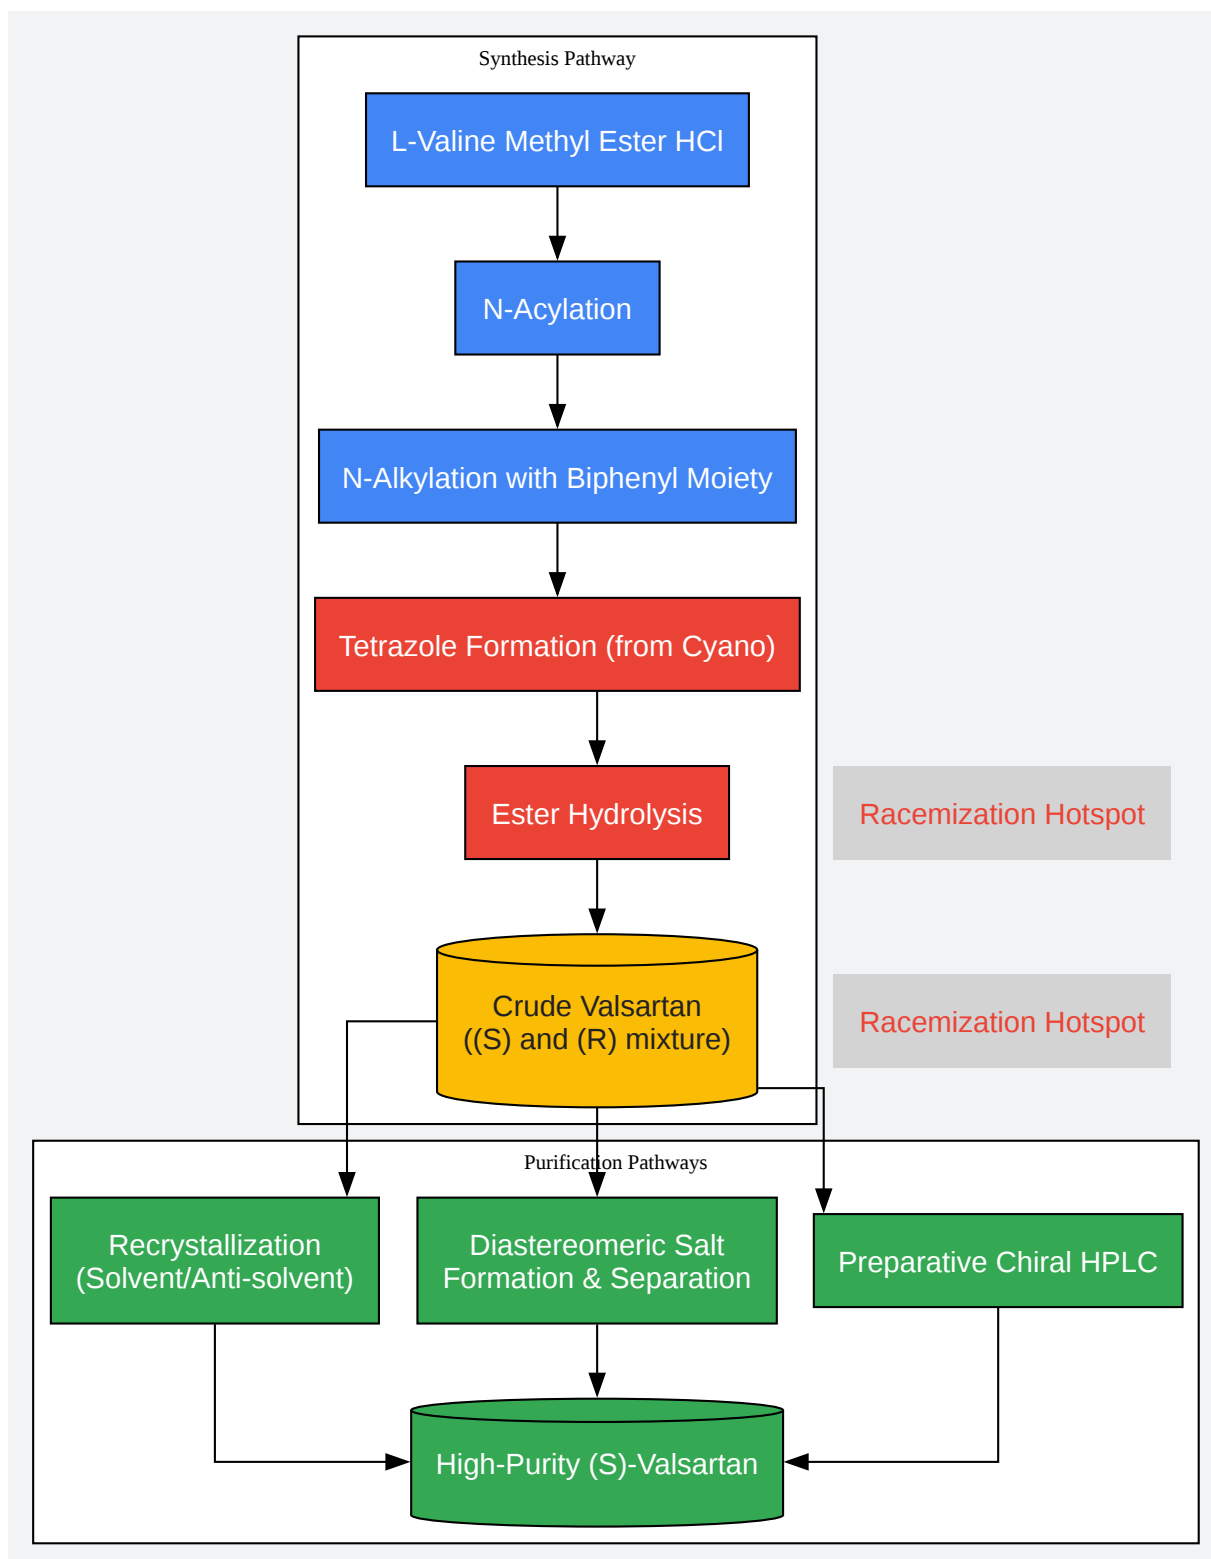 Synthesis Pathway
L-Valine Methyl Ester HCl
N-Acylation
N-Alkylation with Biphenyl Moiety
Tetrazole Formation (from Cyano)
Ester Hydrolysis
Racemization Hotspot
Crude Valsartan
((S) and (R) mixture)
Racemization Hotspot
Purification Pathways
Recrystallization
(Solvent/Anti-solvent)
Diastereomeric Salt
Formation & Separation
Preparative Chiral HPLC
High-Purity (S)-Valsartan